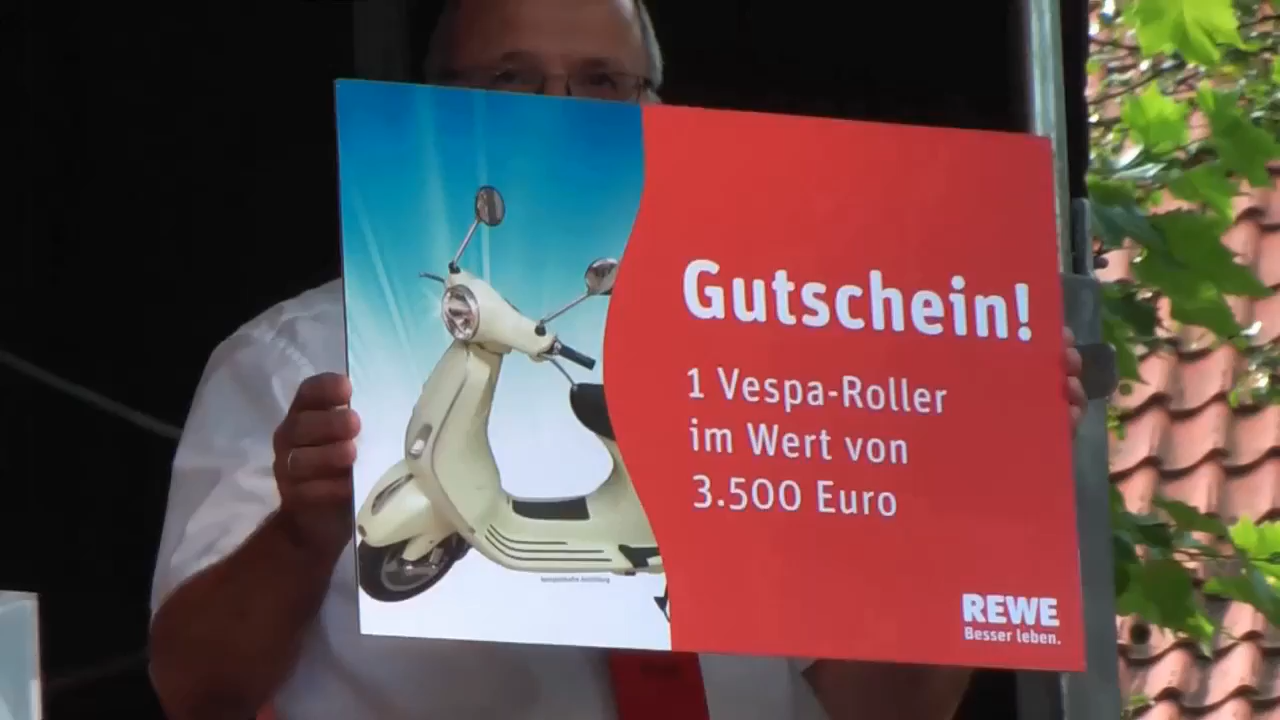 Gutschein!
1 Vespa-Roller
im Wert von
3.500 Euro
REWE
Besser leben.